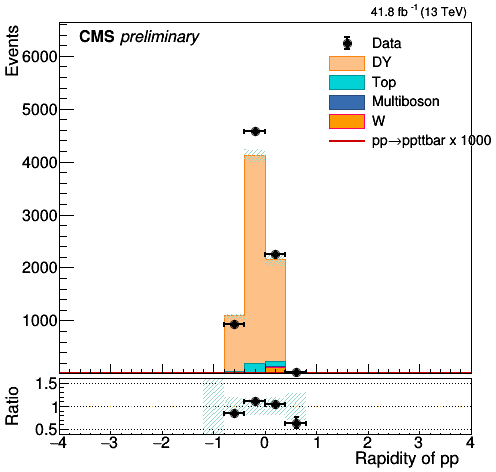 41.8 fb⁻¹ (13 TeV)
CMS preliminary
Events
6000
5000
4000
3000
2000
1000
Data
DY
Top
Multiboson
W
pp→ppttbar x 1000
Ratio
1.5
1
0.5
−4 −3 −2 −1 0 1 2 3 4
Rapidity of pp